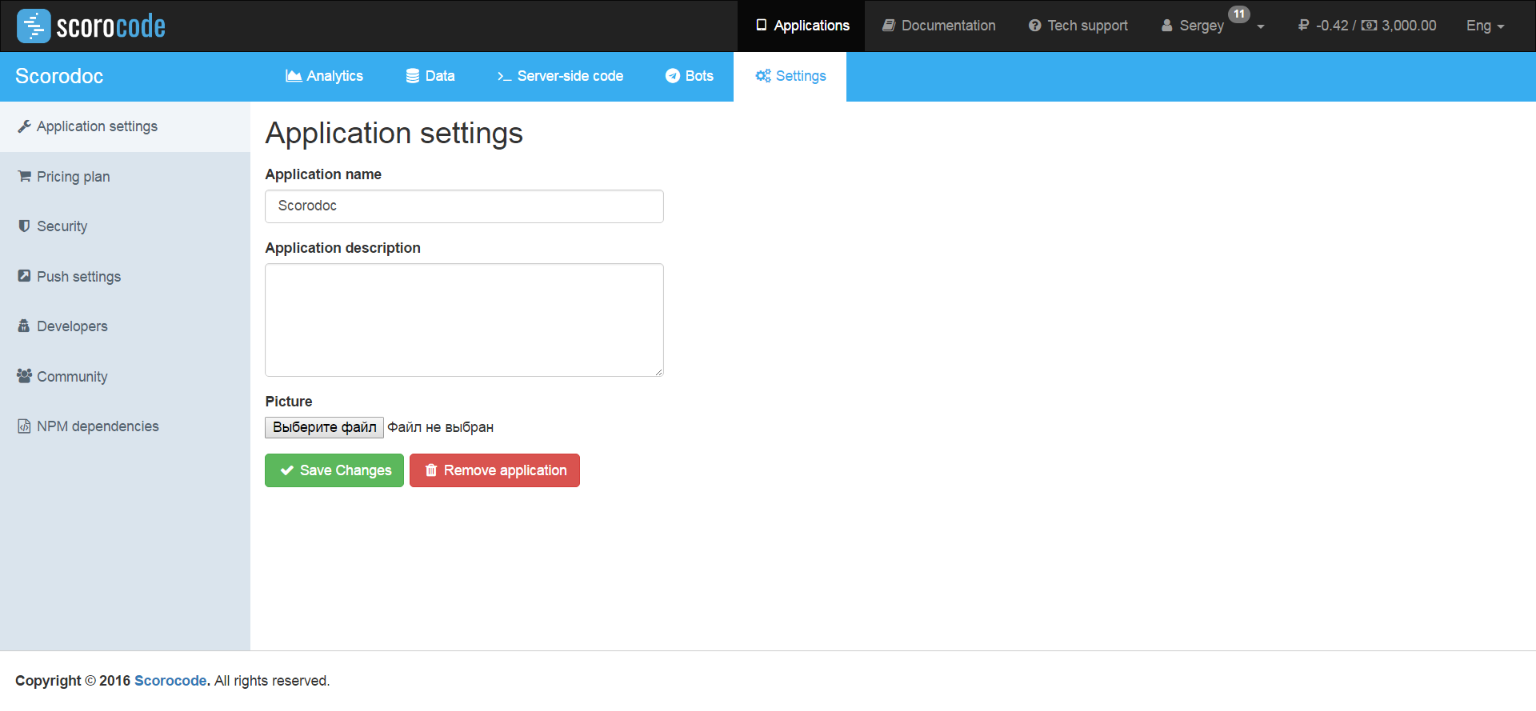 scorocode Applications Documentation Tech support Sergey 11 ₽ -0.42 / 3,000.00 Eng
Scorodoc Analytics Data Server-side code Bots Settings
Application settings
Pricing plan
Security
Push settings
Developers
Community
NPM dependencies
Application settings
Application name
Scorodoc
Application description
Picture
Выберите файл Файл не выбран
Save Changes Remove application
Copyright © 2016 Scorocode. All rights reserved.